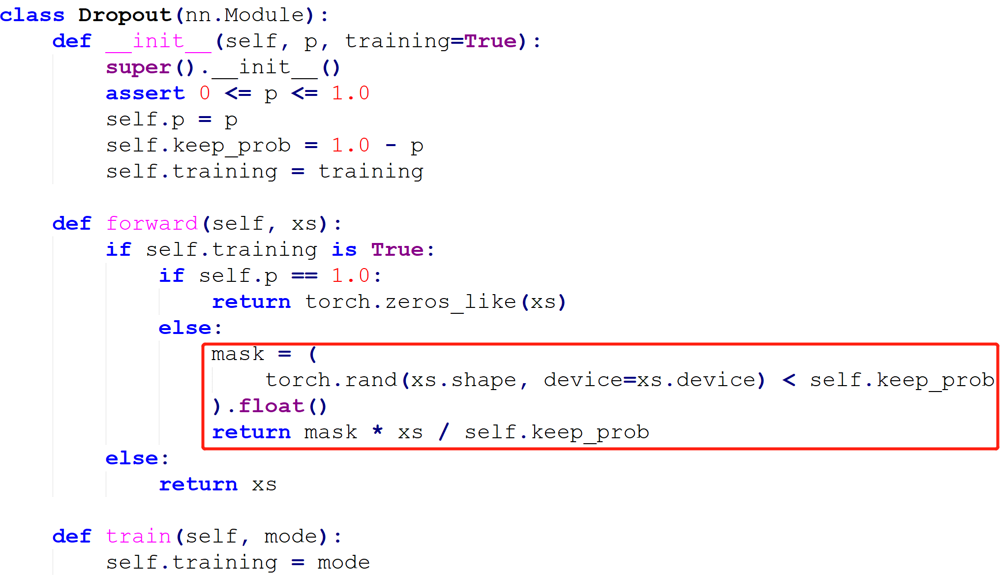 class Dropout(nn.Module):
    def __init__(self, p, training=True):
        super().__init__()
        assert 0 <= p <= 1.0
        self.p = p
        self.keep_prob = 1.0 - p
        self.training = training

    def forward(self, xs):
        if self.training is True:
            if self.p == 1.0:
                return torch.zeros_like(xs)
            else:
                mask = (
                    torch.rand(xs.shape, device=xs.device) < self.keep_prob
                ).float()
                return mask * xs / self.keep_prob
        else:
            return xs

    def train(self, mode):
        self.training = mode